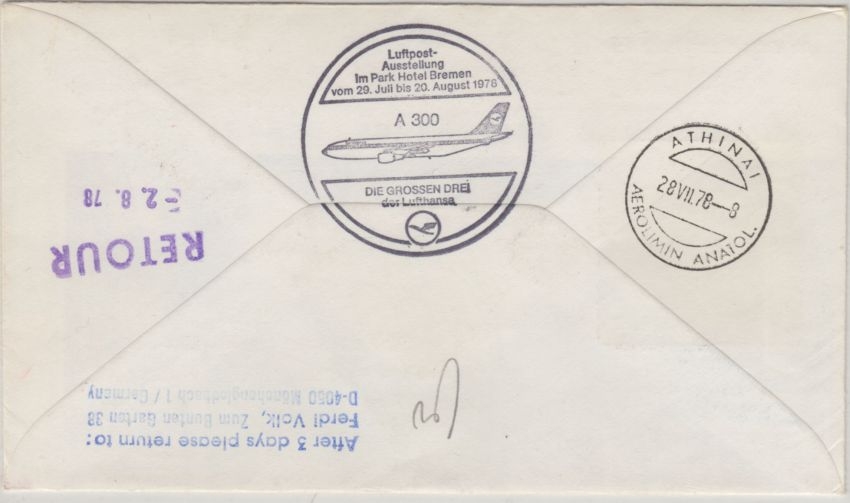 Luftpost-
Ausstellung
im Park Hotel Bremen
vom 29. Juli bis 20. August 1978
A 300
DIE GROSSEN DREI
der Lufthansa
ATHINAI
28VII.78—8
AEROLIMIN ANATOL.
RETOUR
2. 8. 78
After 3 days please return to:
Ferdi Volk, Zum Bunten Garten 38
D-4050 Mönchengladbach 1 / Germany.